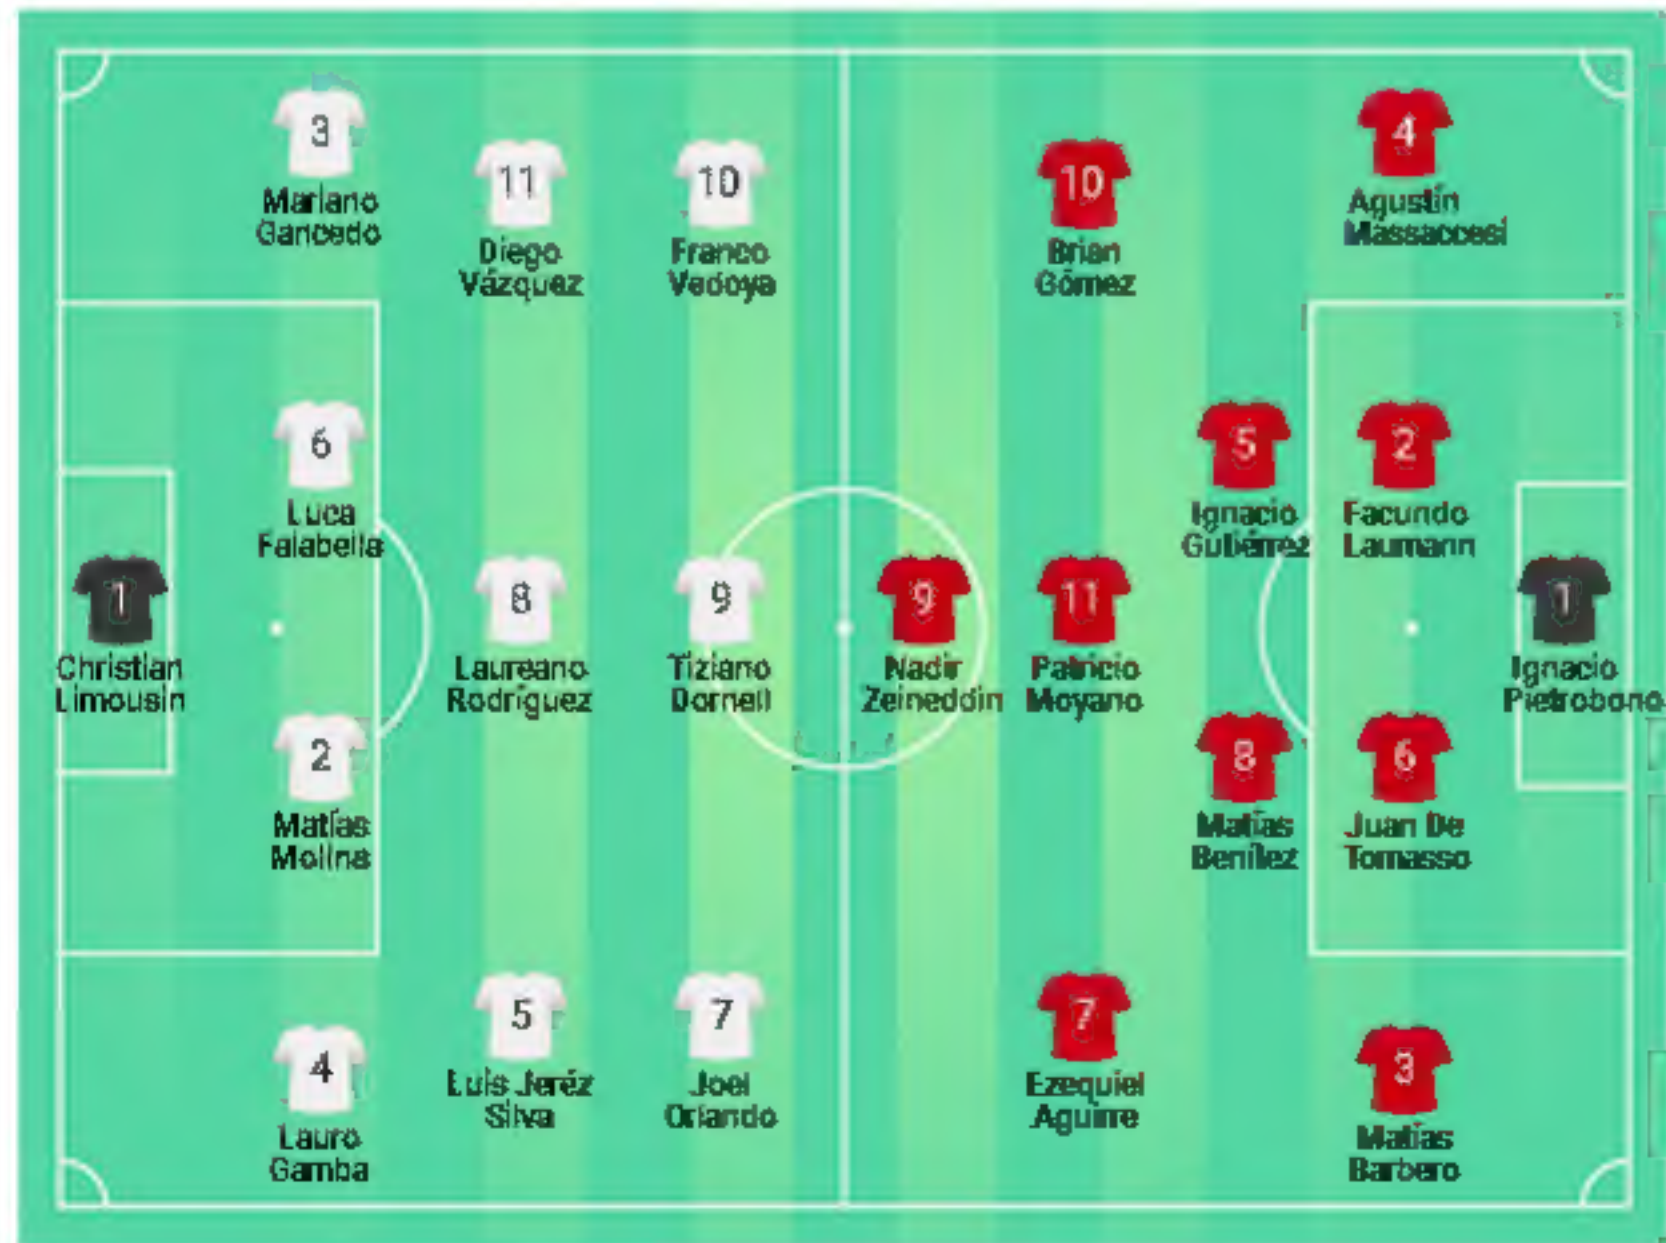 3
Mariano
Gancedo
11
Diego
Vázquez
10
Franco
Vedoya
6
Luca
Falabella
1
Christian
Limousin
8
Laureano
Rodríguez
9
Tiziano
Dornell
2
Matías
Molina
4
Lauro
Gamba
5
Luis Jeréz
Silva
7
Joel
Orlando
10
Brian
Gómez
4
Agustín
Massaccesi
5
Ignacio
Gutiérrez
2
Facundo
Laumann
9
Nadir
Zeineddin
11
Patricio
Moyano
1
Ignacio
Pietrobono
8
Matías
Benítez
6
Juan De
Tomasso
7
Ezequiel
Aguirre
3
Matías
Barbero